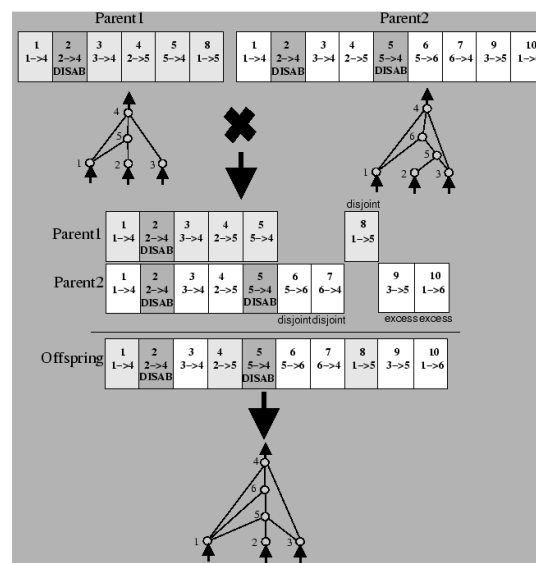 Parent1 Parent2
1 2 3 4 5 8 1 2 3 4 5 6 7 9 10
1->4 2->4 3->4 2->5 5->4 1->5 1->4 2->4 3->4 2->5 5->4 5->6 6->4 3->5 1->6
DISAB DISAB DISAB
4 4
5 6
5
1 2 3 1 2 3
disjoint
Parent1 1 2 3 4 5 8
1->4 2->4 3->4 2->5 5->4 1->5
DISAB
Parent2 1 2 3 4 5 6 7 9 10
1->4 2->4 3->4 2->5 5->4 5->6 6->4 3->5 1->6
DISAB DISAB
disjoint disjoint excess excess
Offspring 1 2 3 4 5 6 7 8 9 10
1->4 2->4 3->4 2->5 5->4 5->6 6->4 1->5 3->5 1->6
DISAB DISAB
4
6
5
1 2 3